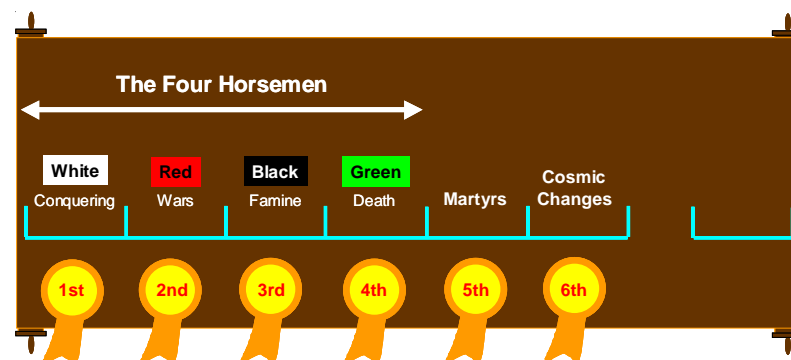 The Four Horsemen
White
Red
Black
Green
Cosmic
Conquering
Wars
Famine
Death
Martyrs
Changes
1st
2nd
3rd
4th
5th
6th